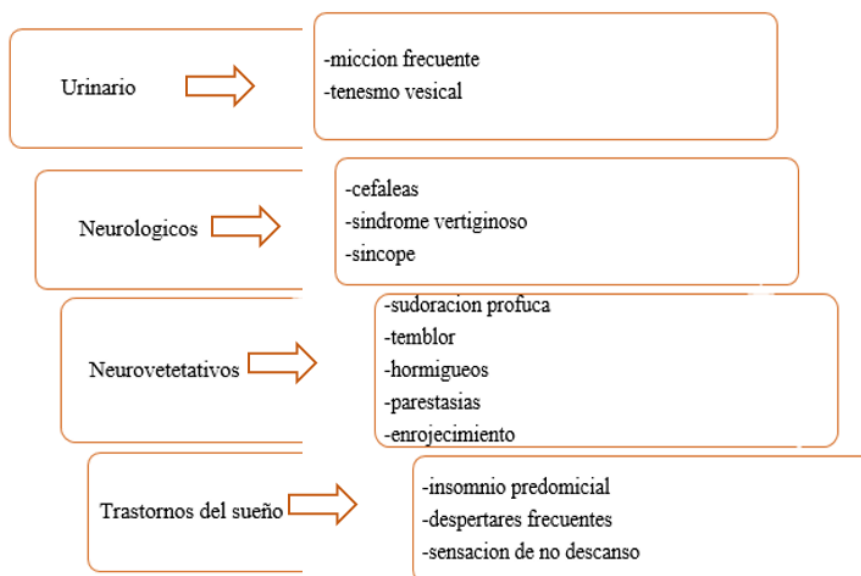 Urinario
-miccion frecuente
-tenesmo vesical
Neurologicos
-cefaleas
-sindrome vertiginoso
-sincope
Neurovetetativos
-sudoracion profuca
-temblor
-hormigueos
-parestasias
-enrojecimiento
Trastornos del sueño
-insomnio predomicial
-despertares frecuentes
-sensacion de no descanso